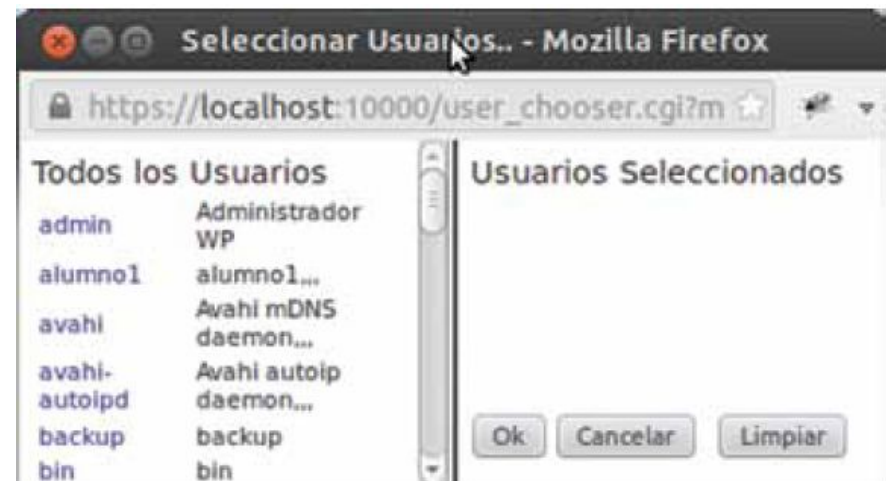 Seleccionar Usuarios.. - Mozilla Firefox
https://localhost:10000/user_chooser.cgi?m
Todos los Usuarios
admin Administrador WP
alumno1 alumno1,,,
avahi Avahi mDNS daemon,,,
avahi-autoipd Avahi autoip daemon,,,
backup backup
bin bin
Usuarios Seleccionados
Ok Cancelar Limpiar